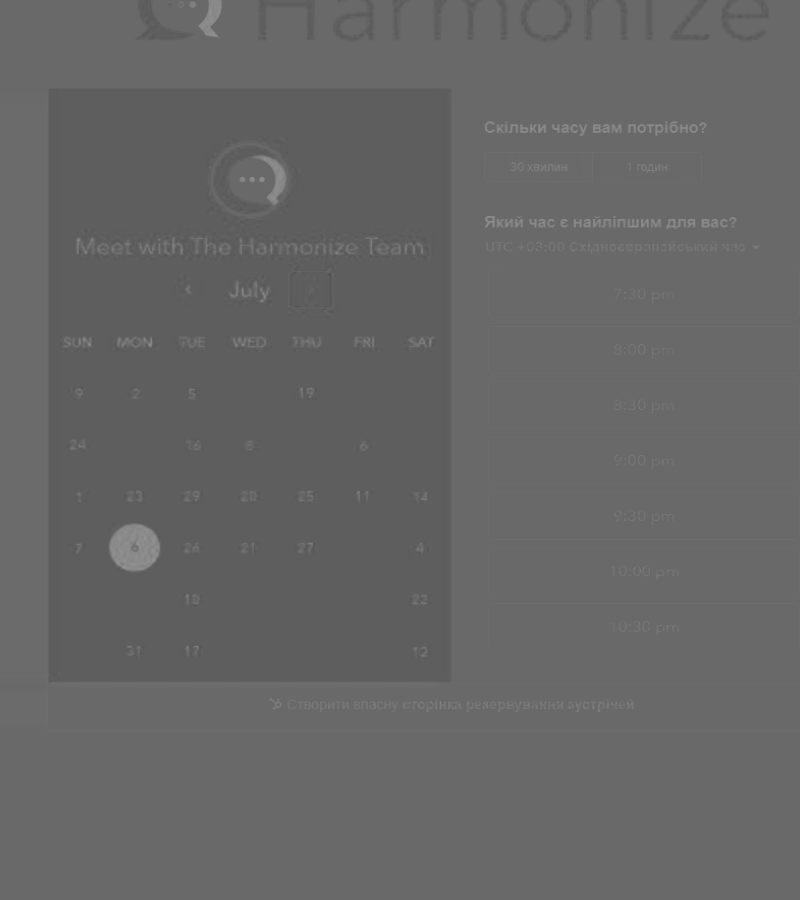 Harmonize
Meet with The Harmonize Team
July
SUN MON TUE WED THU FRI SAT
9 2 5 19
24 16 8 6
1 23 29 20 25 11 14
7 6 26 21 27 4
10 22
31 17 12
Скільки часу вам потрібно?
30 хвилин 1 годин
Який час є найліпшим для вас?
UTC +03:00 Східноєвропейський час
7:30 pm
8:00 pm
8:30 pm
9:00 pm
9:30 pm
10:00 pm
10:30 pm
Створити власну сторінка резервування зустрічей